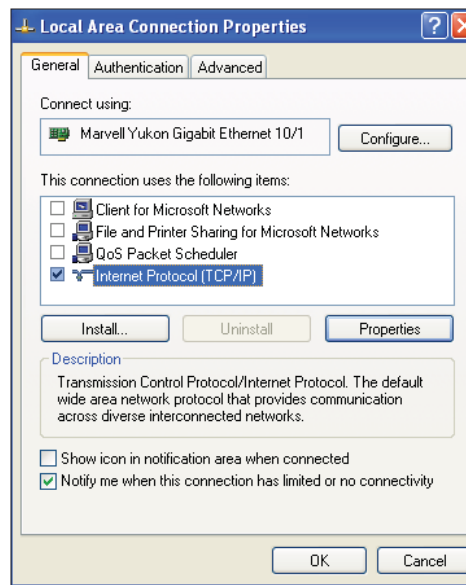 Local Area Connection Properties
General Authentication Advanced
Connect using:
Marvell Yukon Gigabit Ethernet 10/1 Configure...
This connection uses the following items:
Client for Microsoft Networks
File and Printer Sharing for Microsoft Networks
QoS Packet Scheduler
Internet Protocol (TCP/IP)
Install... Uninstall Properties
Description
Transmission Control Protocol/Internet Protocol. The default
wide area network protocol that provides communication
across diverse interconnected networks.
Show icon in notification area when connected
Notify me when this connection has limited or no connectivity
OK Cancel